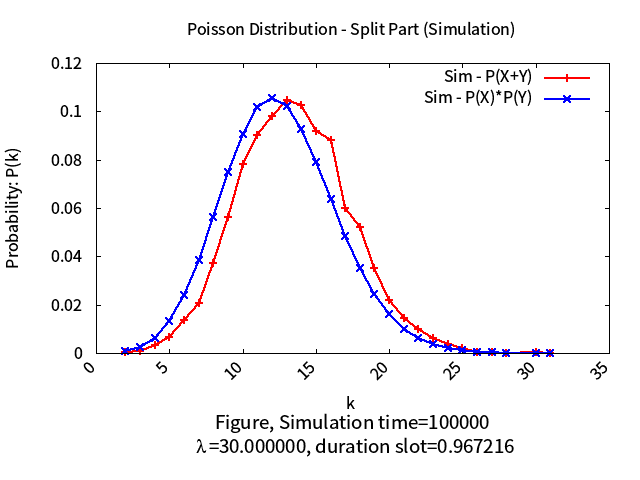 Poisson Distribution - Split Part (Simulation)
Sim - P(X+Y)
Sim - P(X)*P(Y)
Probability: P(k)
0.12
0.1
0.08
0.06
0.04
0.02
0
0 5 10 15 20 25 30 35
k
Figure, Simulation time=100000
λ=30.000000, duration slot=0.967216